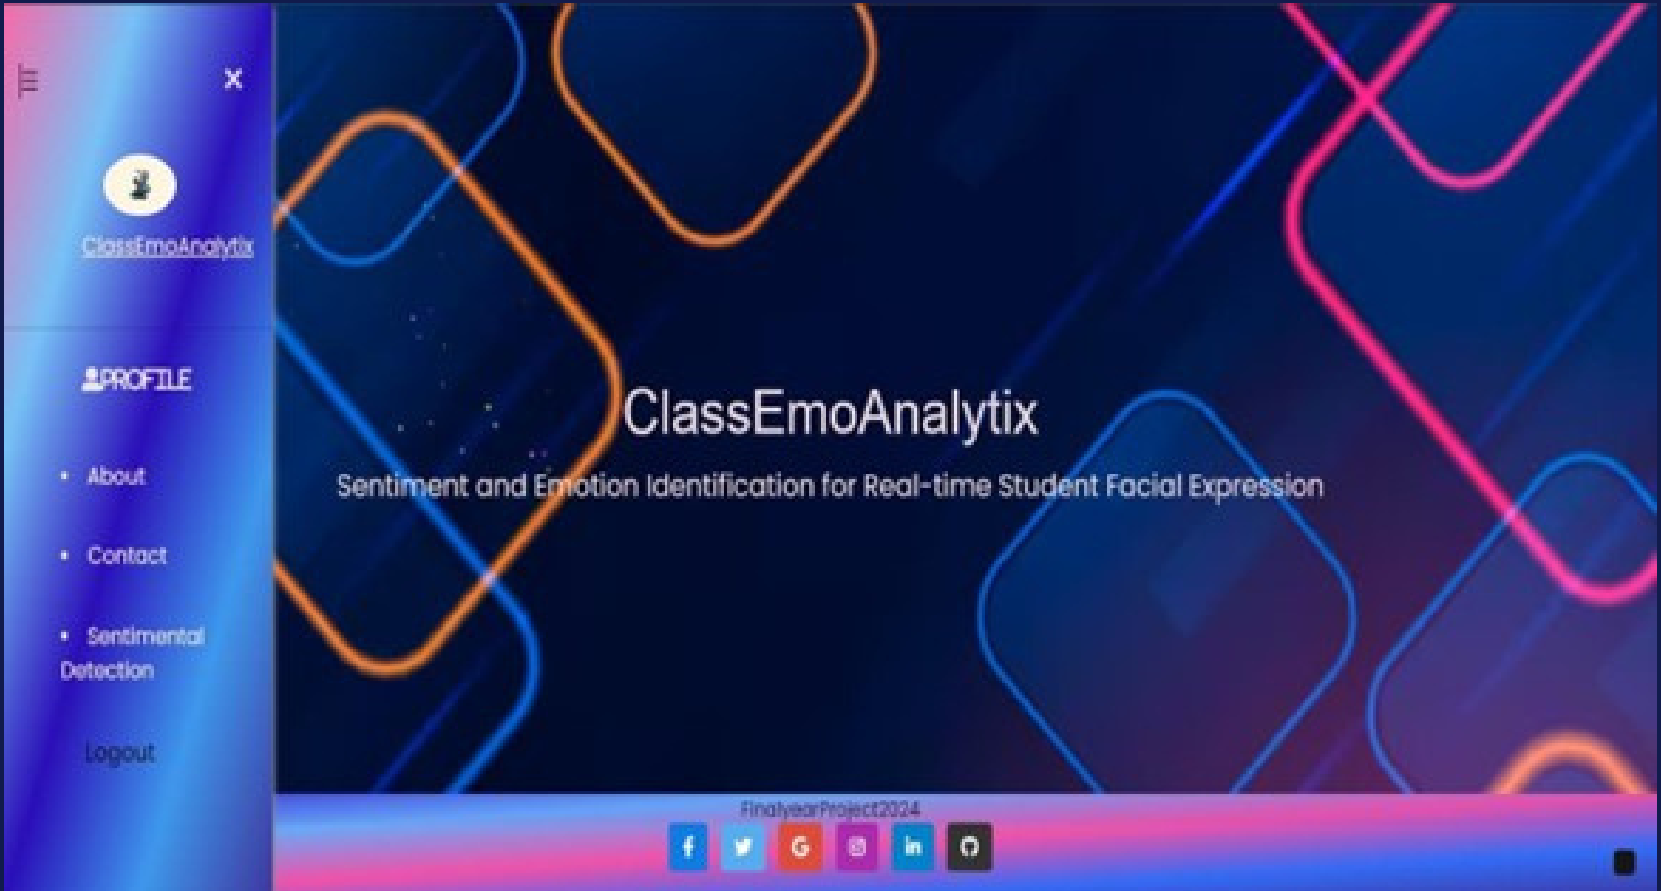 X
ClassEmoAnalytix
PROFILE
• About
• Contact
• Sentimental
Detection
Logout
ClassEmoAnalytix
Sentiment and Emotion Identification for Real-time Student Facial Expression
FinalyearProject2024